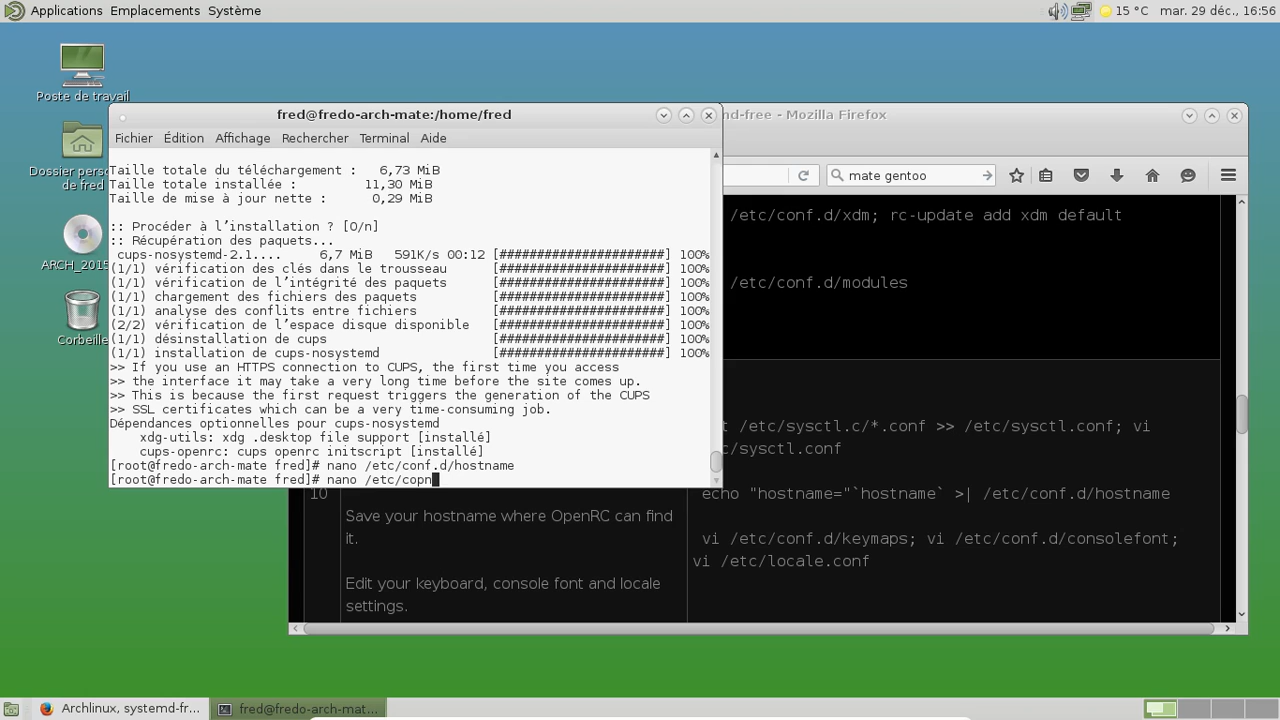 Applications Emplacements Système
15 °C mar. 29 déc., 16:56
Poste de travail
Dossier pers
de fred
ARCH_2015
Corbeille
fred@fredo-arch-mate:/home/fred
Fichier Édition Affichage Rechercher Terminal Aide
Taille totale du téléchargement : 6,73 MiB
Taille totale installée : 11,30 MiB
Taille de mise à jour nette : 0,29 MiB
:: Procéder à l’installation ? [O/n]
:: Récupération des paquets...
cups-nosystemd-2.1.... 6,7 MiB 591K/s 00:12 [######################] 100%
(1/1) vérification des clés dans le trousseau [######################] 100%
(1/1) vérification de l’intégrité des paquets [######################] 100%
(1/1) chargement des fichiers des paquets [######################] 100%
(1/1) analyse des conflits entre fichiers [######################] 100%
(2/2) vérification de l’espace disque disponible [######################] 100%
(1/1) désinstallation de cups [######################] 100%
(1/1) installation de cups-nosystemd [######################] 100%
>> If you use an HTTPS connection to CUPS, the first time you access
>> the interface it may take a very long time before the site comes up.
>> This is because the first request triggers the generation of the CUPS
>> SSL certificates which can be a very time-consuming job.
Dépendances optionnelles pour cups-nosystemd
xdg-utils: xdg .desktop file support [installé]
cups-openrc: cups openrc initscript [installé]
[root@fredo-arch-mate fred]# nano /etc/conf.d/hostname
[root@fredo-arch-mate fred]# nano /etc/copn
nd-free - Mozilla Firefox
mate gentoo
/etc/conf.d/xdm; rc-update add xdm default
/etc/conf.d/modules
t /etc/sysctl.c/*.conf >> /etc/sysctl.conf; vi
c/sysctl.conf
10
Save your hostname where OpenRC can find
it.
echo "hostname="`hostname` >| /etc/conf.d/hostname
Edit your keyboard, console font and locale
settings.
vi /etc/conf.d/keymaps; vi /etc/conf.d/consolefont;
vi /etc/locale.conf
Archlinux, systemd-fr...
fred@fredo-arch-mat...